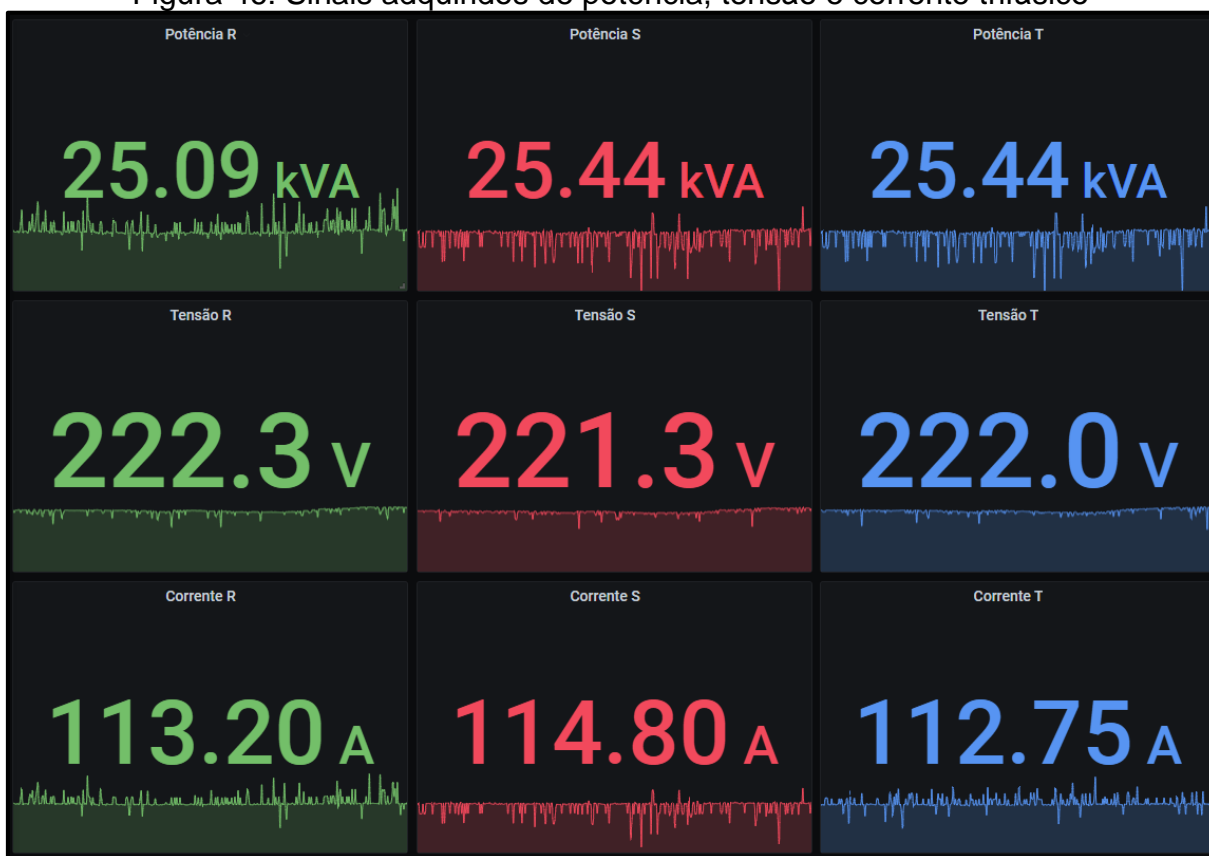 Potência R Potência S Potência T
25.09 kVA 25.44 kVA 25.44 kVA
Tensão R Tensão S Tensão T
222.3 V 221.3 V 222.0 V
Corrente R Corrente S Corrente T
113.20 A 114.80 A 112.75 A